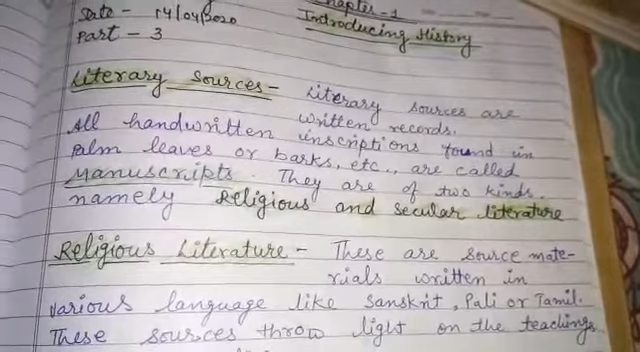 Chapter-1
Date - 14/04/2020
Introducing History
Part - 3
Literary sources - Literary sources are
written records.
All handwritten inscriptions found in
palm leaves or barks, etc., are called
Manuscripts. They are of two kinds,
namely Religious and secular literature
Religious Literature - These are source mate-
rials written in
various language like Sanskrit, Pali or Tamil.
These sources throw light on the teachings